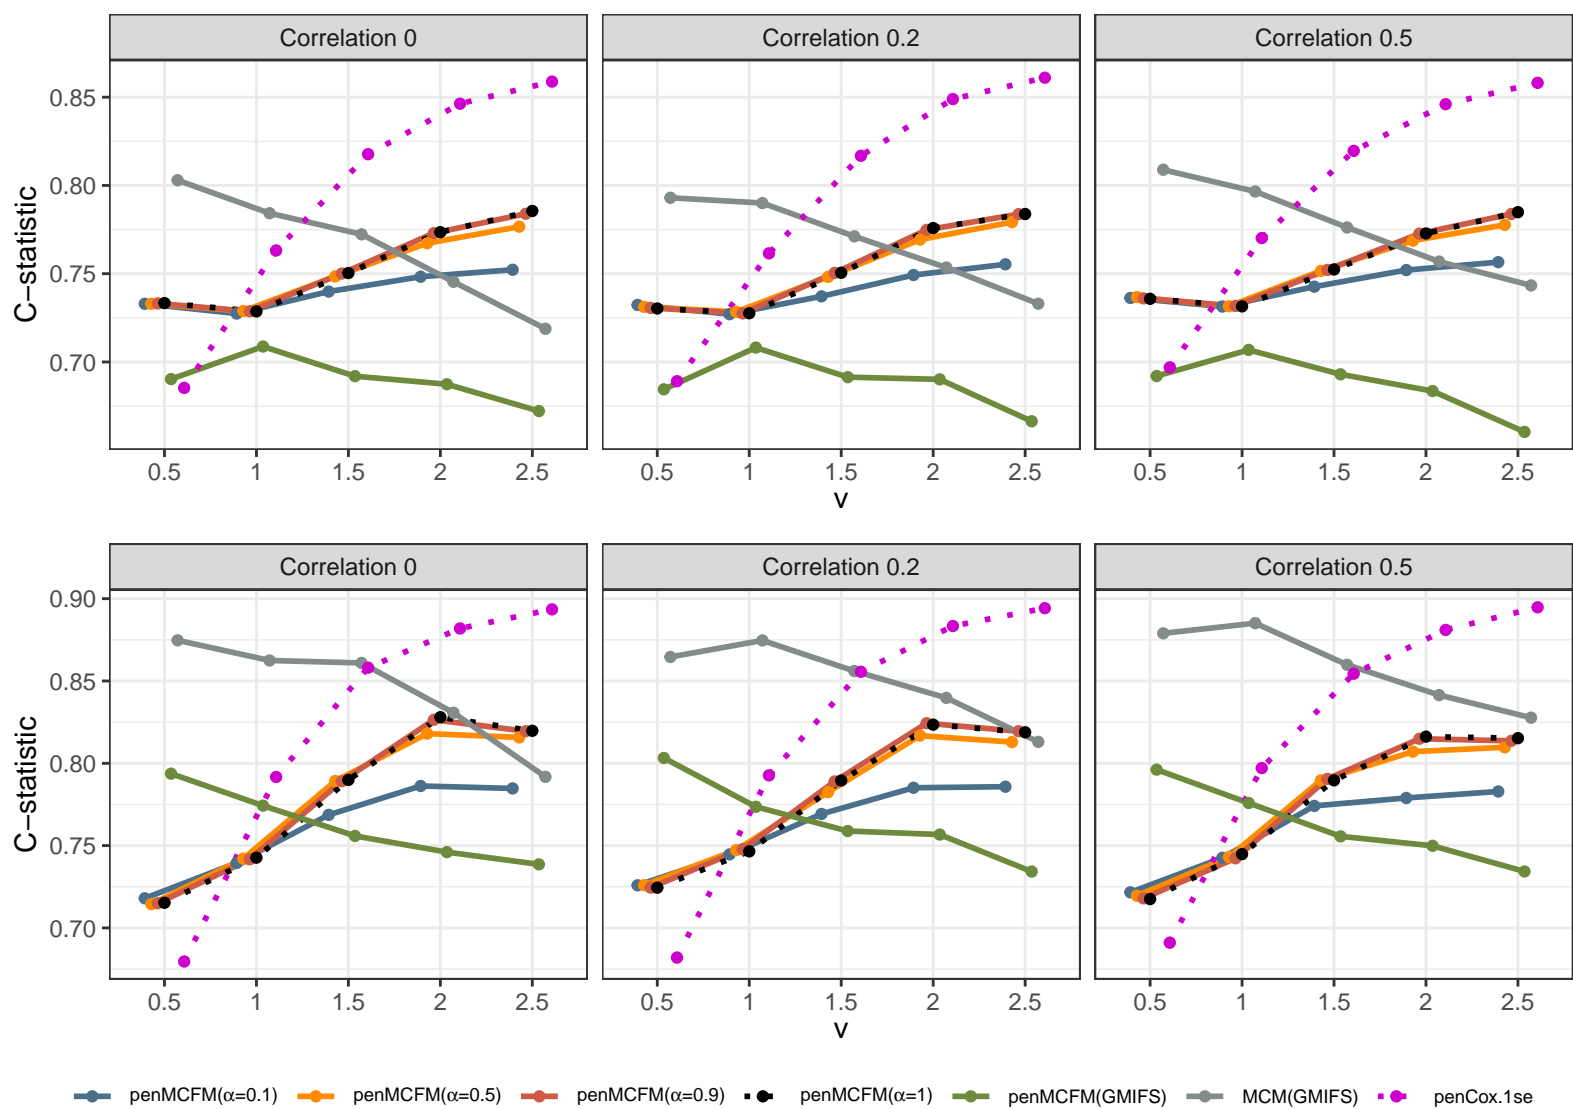 Correlation 0 Correlation 0.2 Correlation 0.5
C−statistic
0.85
0.80
0.75
0.70
0.5 1 1.5 2 2.5 0.5 1 1.5 2 2.5 0.5 1 1.5 2 2.5
v
Correlation 0 Correlation 0.2 Correlation 0.5
C−statistic
0.90
0.85
0.80
0.75
0.70
0.5 1 1.5 2 2.5 0.5 1 1.5 2 2.5 0.5 1 1.5 2 2.5
v
penMCFM(α=0.1) penMCFM(α=0.5) penMCFM(α=0.9) penMCFM(α=1) penMCFM(GMIFS) MCM(GMIFS) penCox.1se